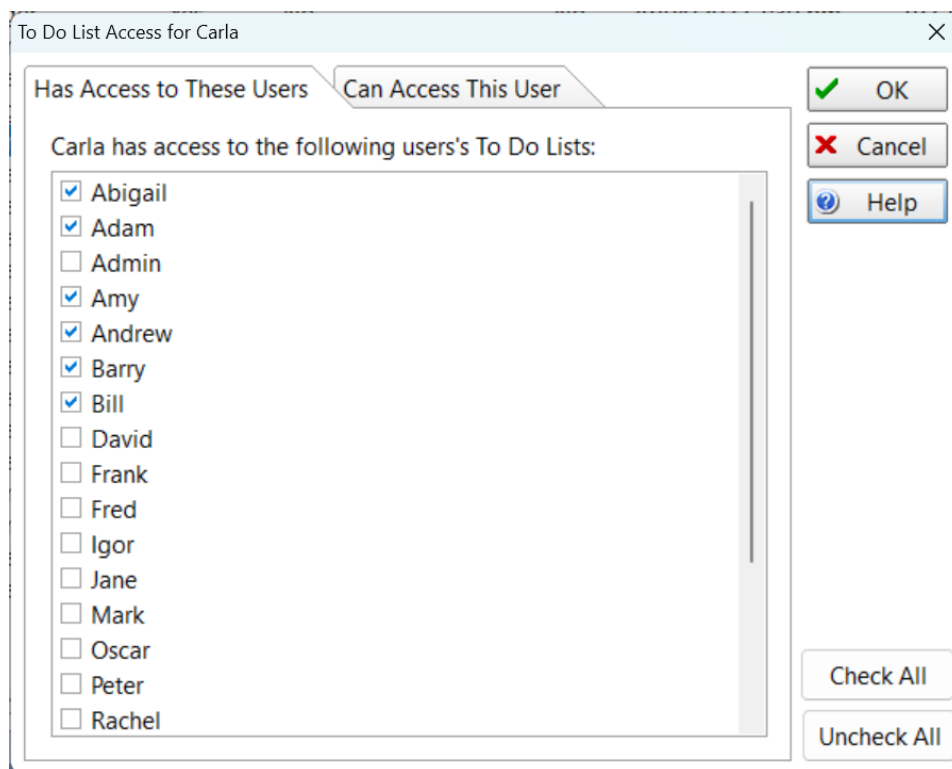 To Do List Access for Carla
Has Access to These Users
Can Access This User
OK
Cancel
Help
Carla has access to the following users's To Do Lists:
Abigail
Adam
Admin
Amy
Andrew
Barry
Bill
David
Frank
Fred
Igor
Jane
Mark
Oscar
Peter
Rachel
Check All
Uncheck All